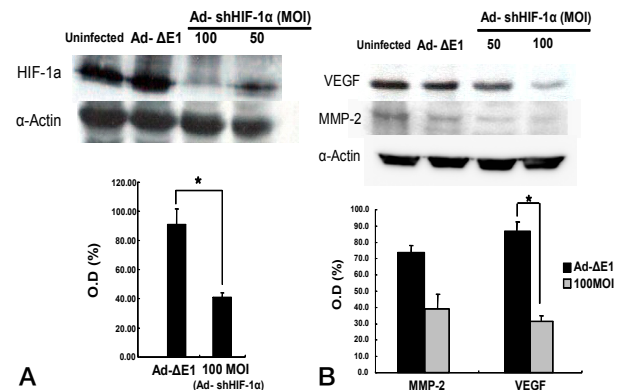 Ad- shHIF-1α (MOI)
Uninfected Ad- ΔE1 100 50
HIF-1a
α-Actin
120.00
100.00
80.00
60.00
40.00
20.00
0.00
O.D (%)
*
Ad-ΔE1 100 MOI
(Ad- shHIF-1α)
A
Ad- shHIF-1α (MOI)
Uninfected Ad- ΔE1 50 100
VEGF
MMP-2
α-Actin
100.0
90.0
80.0
70.0
60.0
50.0
40.0
30.0
20.0
10.0
0.0
O.D (%)
*
Ad-ΔE1
100MOI
MMP-2 VEGF
B